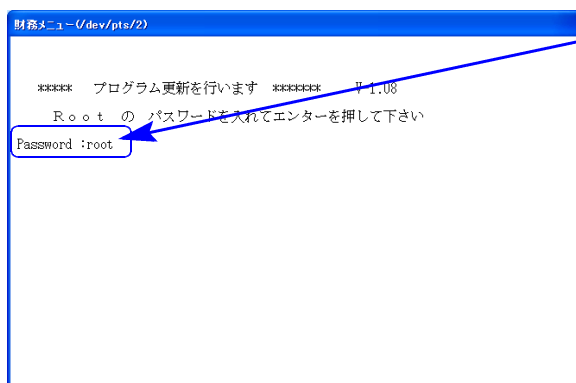 財務メニュー(/dev/pts/2)
***** プログラム更新を行います ******* V-1.08
Ｒｏｏｔ の パスワードを入れてエンターを押して下さい
Password :root